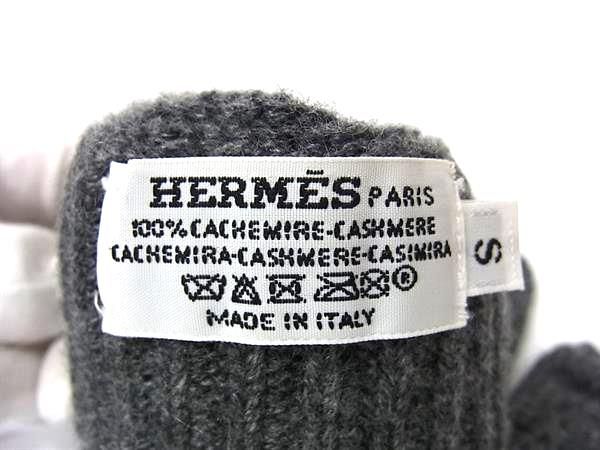 HERMÈS PARIS
100% CACHEMIRE-CASHMERE
CACHEMIRA-CASHMERE-CASIMIRA
®
MADE IN ITALY
S